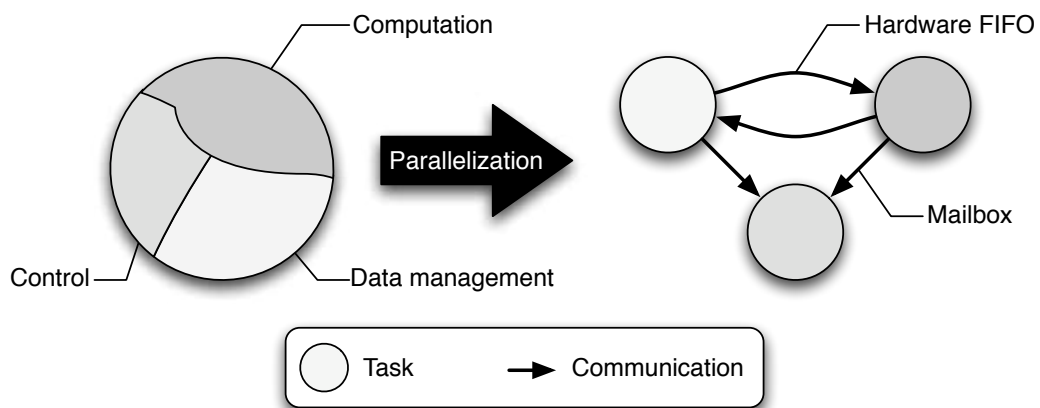 Computation
Hardware FIFO
Parallelization
Mailbox
Control
Data management
Task
Communication